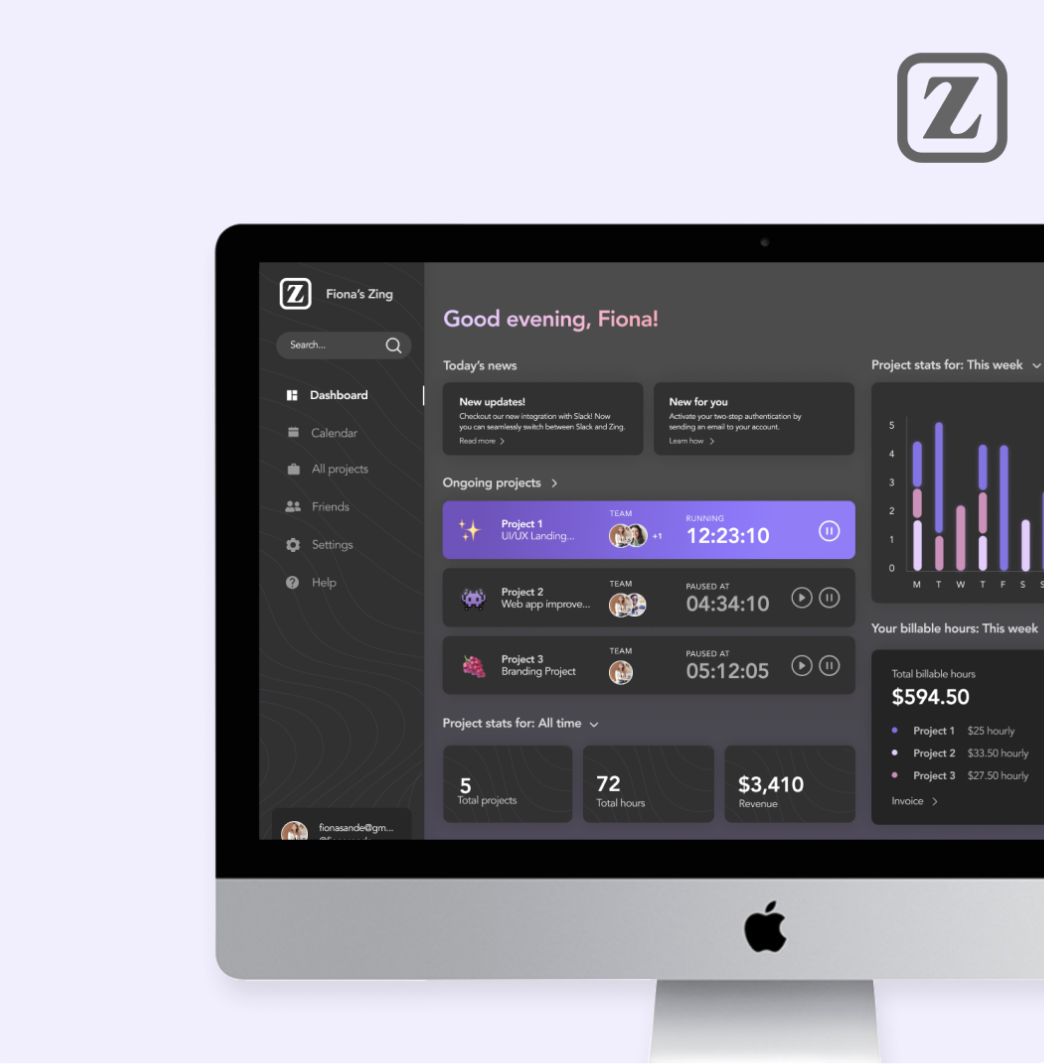 Z
Z
Fiona's Zing
Search...
Dashboard
Calendar
All projects
Friends
Settings
Help
fionasande@gm...
Good evening, Fiona!
Today's news
New updates!
Checkout our new integration with Slack! Now
you can seamlessly switch between Slack and Zing.
Read more
New for you
Activate your two-step authentication by
sending an email to your account.
Learn how
Ongoing projects
Project 1
UI/UX Landing...
TEAM
+1
RUNNING
12:23:10
Project 2
Web app improve...
TEAM
PAUSED AT
04:34:10
Project 3
Branding Project
TEAM
PAUSED AT
05:12:05
Project stats for: All time
5
Total projects
72
Total hours
$3,410
Revenue
Project stats for: This week
5
4
3
2
1
0
M T W T F S S
Your billable hours: This week
Total billable hours
$594.50
Project 1 $25 hourly
Project 2 $33.50 hourly
Project 3 $27.50 hourly
Invoice